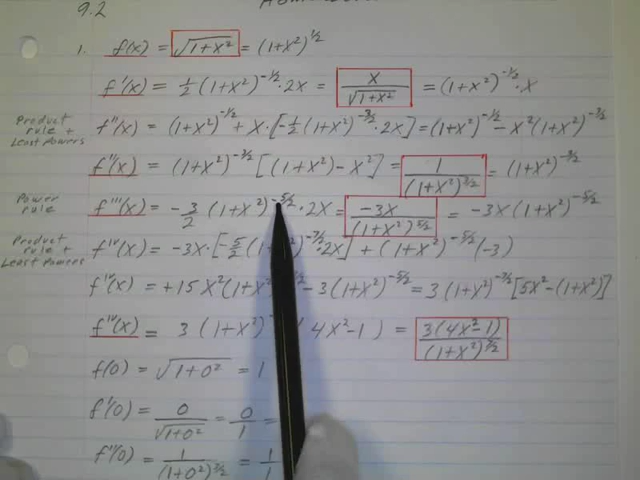 9.2
1. f(x) = √(1+x²) = (1+x²)^(1/2)
f'(x) = 1/2 (1+x²)^(-1/2) · 2x = x/√(1+x²) = (1+x²)^(-1/2) · x
Product rule + Least Powers f''(x) = (1+x²)^(-1/2) + x · [-1/2 (1+x²)^(-3/2) · 2x] = (1+x²)^(-1/2) - x² (1+x²)^(-3/2)
f''(x) = (1+x²)^(-3/2) [(1+x²) - x²] = 1/(1+x²)^(3/2) = (1+x²)^(-3/2)
Power rule f'''(x) = -3/2 (1+x²)^(-5/2) · 2x = -3x/(1+x²)^(5/2) = -3x (1+x²)^(-5/2)
Product rule + Least Powers f^(IV)(x) = -3x · [-5/2 (1+x²)^(-7/2) · 2x] + (1+x²)^(-5/2) (-3)
f^(IV)(x) = +15x² (1+x²) - 3(1+x²)^(-5/2) = 3(1+x²)^(-7/2) [5x² - (1+x²)]
f^(IV)(x) = 3(1+x²) 4x² - 1) = 3(4x² - 1)/(1+x²)^(7/2)
f(0) = √(1+0²) = 1
f'(0) = 0/√(1+0²) = 0/1 =
f''(0) = 1/(1+0²)^(3/2) = 1/1